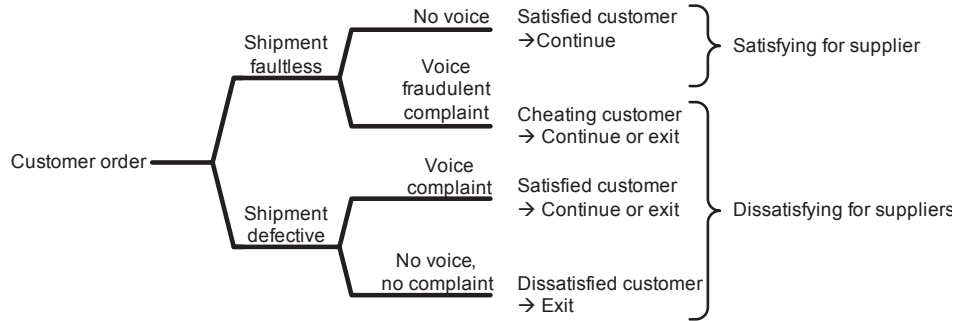 No voice
Satisfied customer
→Continue
Satisfying for supplier
Shipment
faultless
Voice
fraudulent
complaint
Cheating customer
→ Continue or exit
Customer order
Voice
complaint
Satisfied customer
→ Continue or exit
Dissatisfying for suppliers
Shipment
defective
No voice,
no complaint
Dissatisfied customer
→ Exit